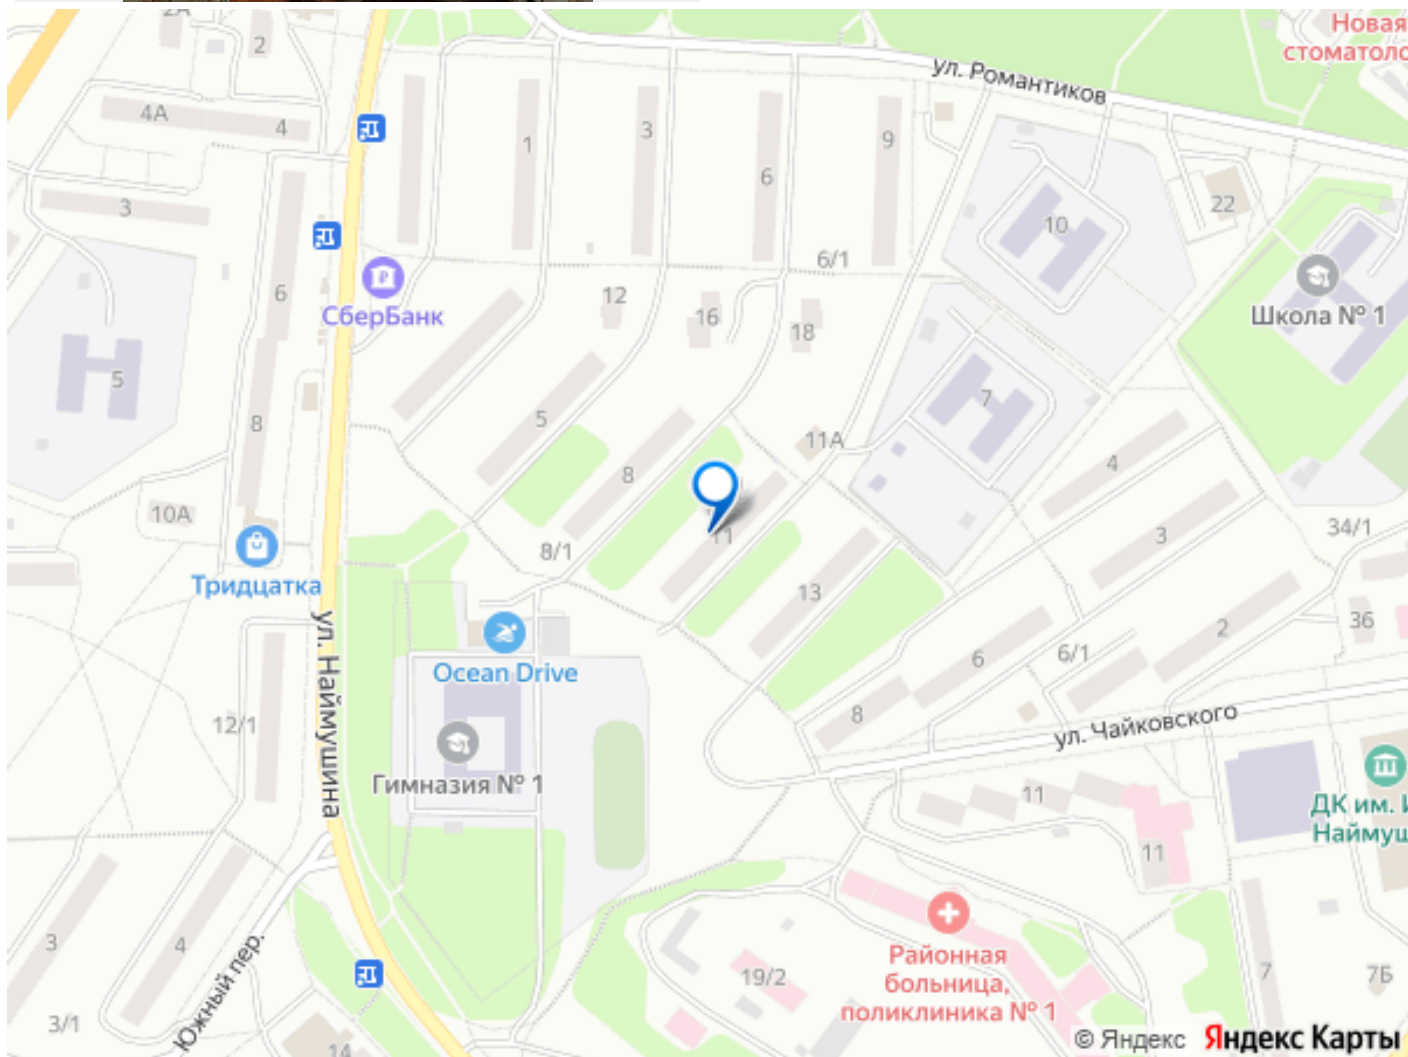 2А
2
Новая
стоматоло
ул. Романтиков
4А
4
1
3
6
9
3
10
22
6/1
6
12
16
18
СберБанк
Школа № 1
5
7
8
5
8
11А
4
10А
11
3
34/1
8/1
Тридцатка
13
ул. Наймушина
36
2
6
6/1
Ocean Drive
12/1
8
ул. Чайковского
Гимназия № 1
11
ДК им. И
Наймуш
11
3
4
Южный пер.
Районная
больница,
поликлиника № 1
19/2
7
7Б
3/1
14
© Яндекс Яндекс Карты